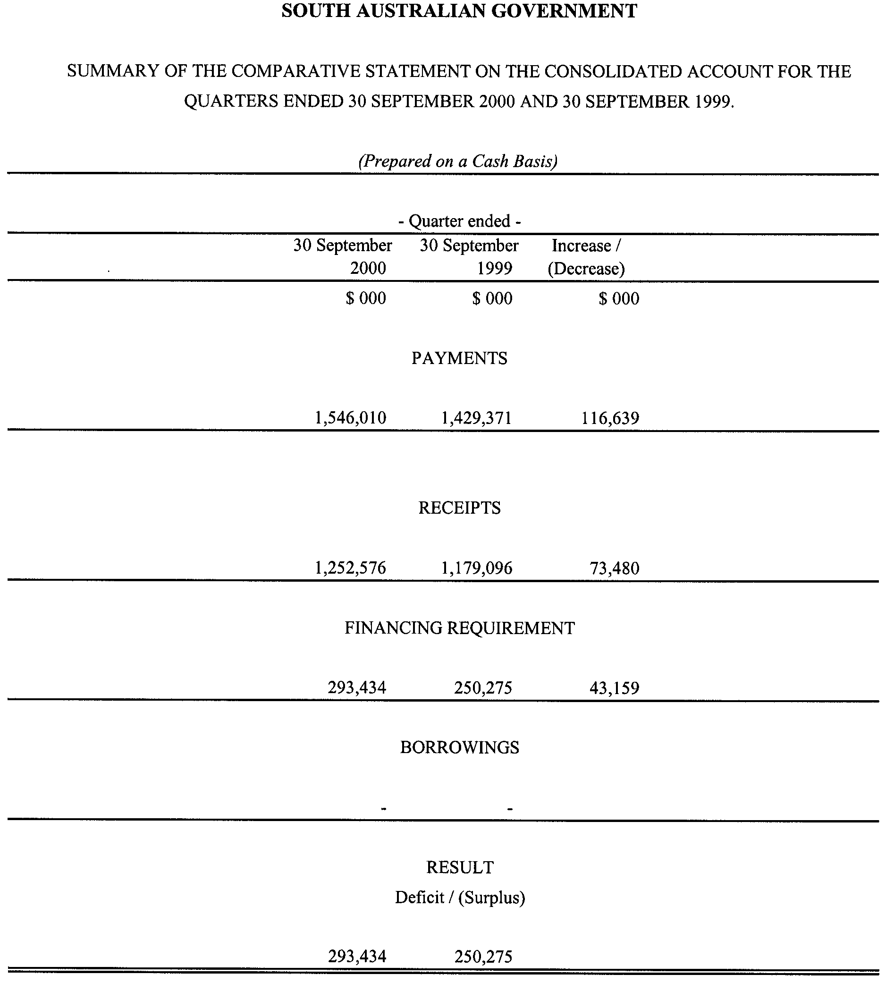 SOUTH AUSTRALIAN GOVERNMENT
SUMMARY OF THE COMPARATIVE STATEMENT ON THE CONSOLIDATED ACCOUNT FOR THE
QUARTERS ENDED 30 SEPTEMBER 2000 AND 30 SEPTEMBER 1999.
(Prepared on a Cash Basis)
- Quarter ended -
30 September 30 September Increase /
2000 1999 (Decrease)
$ 000 $ 000 $ 000
PAYMENTS
1,546,010 1,429,371 116,639
RECEIPTS
1,252,576 1,179,096 73,480
FINANCING REQUIREMENT
293,434 250,275 43,159
BORROWINGS
- -
RESULT
Deficit / (Surplus)
293,434 250,275